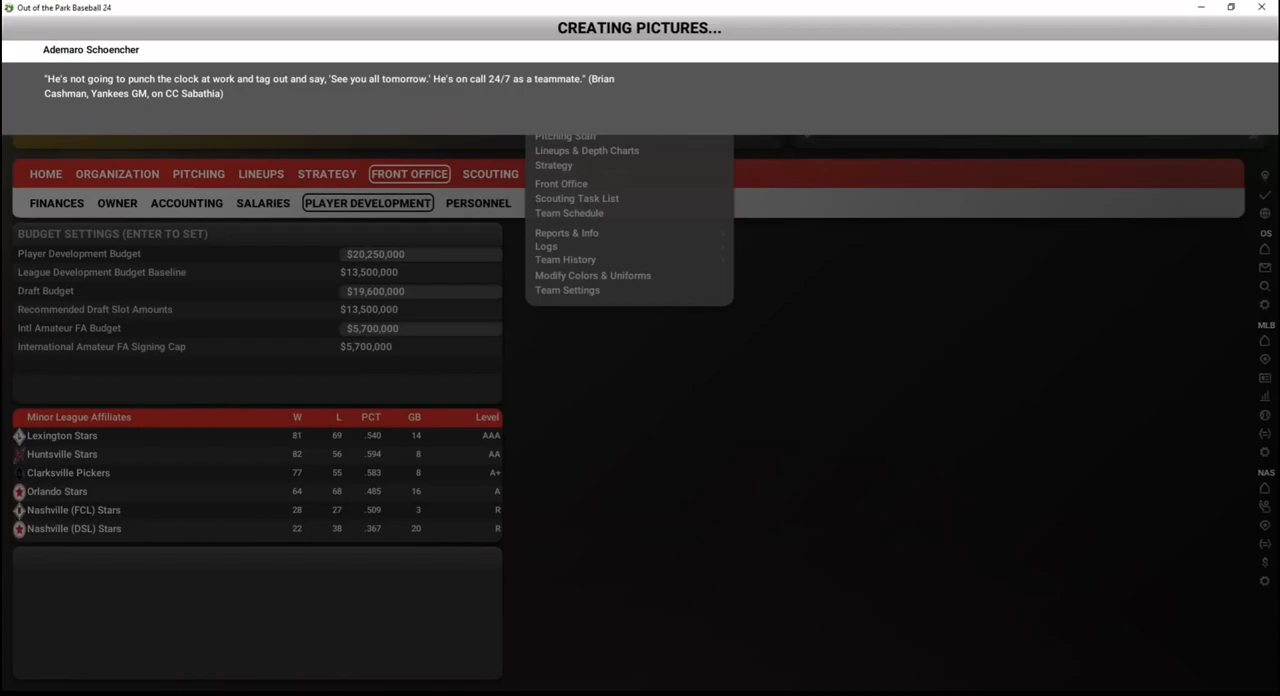 Out of the Park Baseball 24
CREATING PICTURES...
Ademaro Schoencher
"He's not going to punch the clock at work and tag out and say, 'See you all tomorrow.' He's on call 24/7 as a teammate." (Brian
Cashman, Yankees GM, on CC Sabathia)
Pitching Staff
Lineups & Depth Charts
Strategy
Front Office
Scouting Task List
Team Schedule
Reports & Info
Logs
Team History
Modify Colors & Uniforms
Team Settings
HOME ORGANIZATION PITCHING LINEUPS STRATEGY FRONT OFFICE SCOUTING
FINANCES OWNER ACCOUNTING SALARIES PLAYER DEVELOPMENT PERSONNEL
BUDGET SETTINGS (ENTER TO SET)
Player Development Budget $20,250,000
League Development Budget Baseline $13,500,000
Draft Budget $19,600,000
Recommended Draft Slot Amounts $13,500,000
Intl Amateur FA Budget $5,700,000
International Amateur FA Signing Cap $5,700,000
Minor League Affiliates W L PCT GB Level
Lexington Stars 81 69 .540 14 AAA
Huntsville Stars 82 56 .594 8 AA
Clarksville Pickers 77 55 .583 8 A+
Orlando Stars 64 68 .485 16 A
Nashville (FCL) Stars 28 27 .509 3 R
Nashville (DSL) Stars 22 38 .367 20 R
OS
MLB
NAS